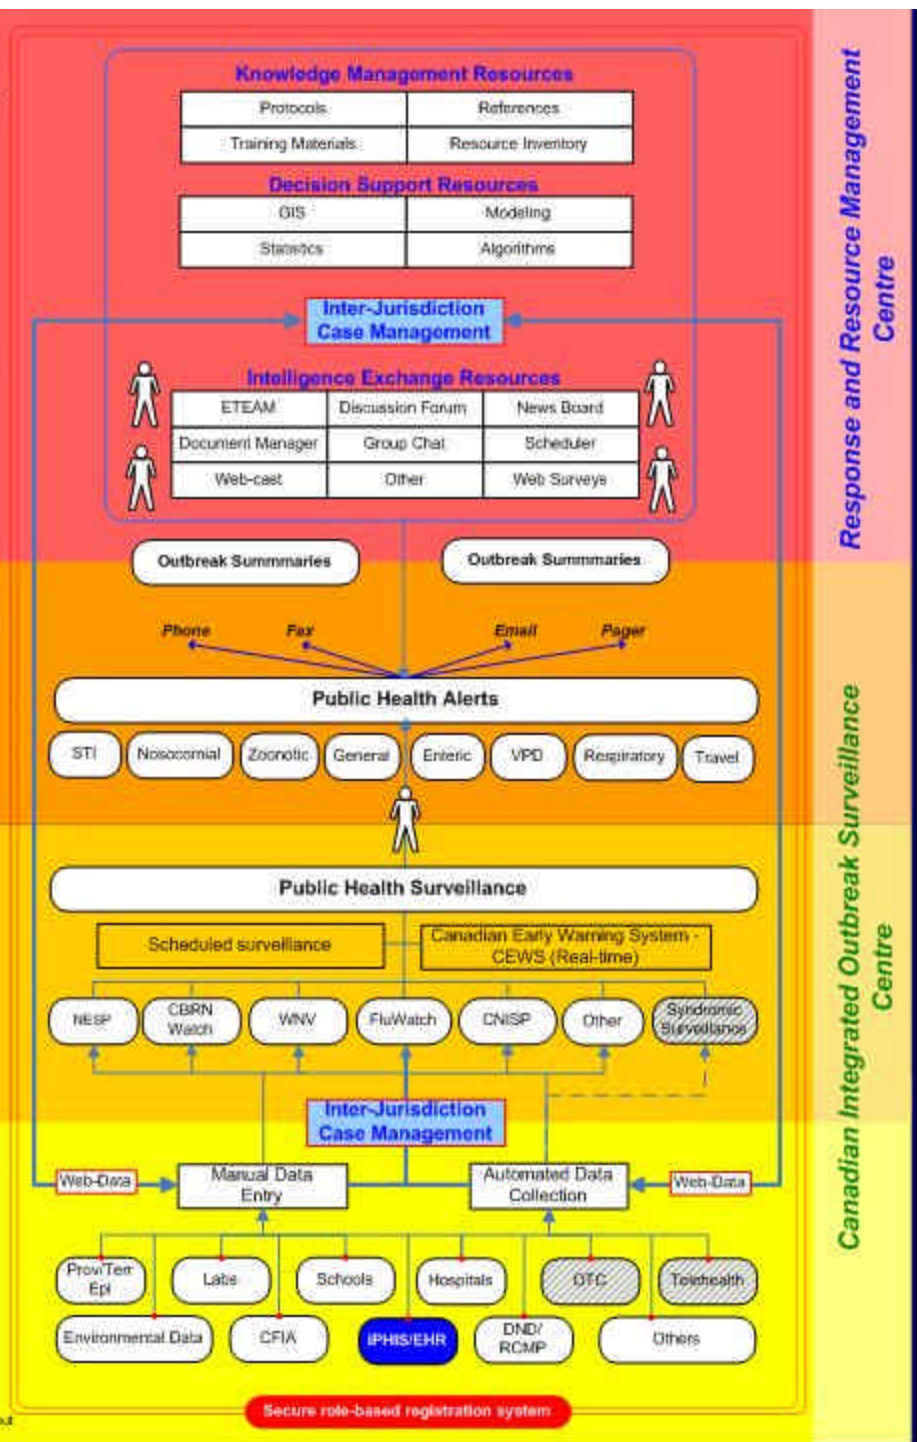 Knowledge Management Resources
Protocols
References
Training Materials
Resource Inventory
Decision Support Resources
GIS
Modeling
Statistics
Algorithms
Inter-Jurisdiction
Case Management
Intelligence Exchange Resources
ETEAM
Discussion Forum
News Board
Document Manager
Group Chat
Scheduler
Web-cast
Other
Web Surveys
Outbreak Summmaries
Outbreak Summmaries
Phone
Fax
Email
Pager
Public Health Alerts
STI
Nosocomial
Zoonotic
General
Enteric
VPD
Respiratory
Travel
Public Health Surveillance
Scheduled surveillance
Canadian Early Warning System -
CEWS (Real-time)
NESP
CBRN
Watch
WNV
FluWatch
CNISP
Other
Syndromic
Surveillance
Inter-Jurisdiction
Case Management
Web-Data
Manual Data
Entry
Automated Data
Collection
Web-Data
Prov/Terr
Epi
Labs
Schools
Hospitals
OTC
Telehealth
Environmental Data
CFIA
iPHIS/EHR
DND/
RCMP
Others
Secure role-based registration system
Response and Resource Management
Centre
Canadian Integrated Outbreak Surveillance
Centre